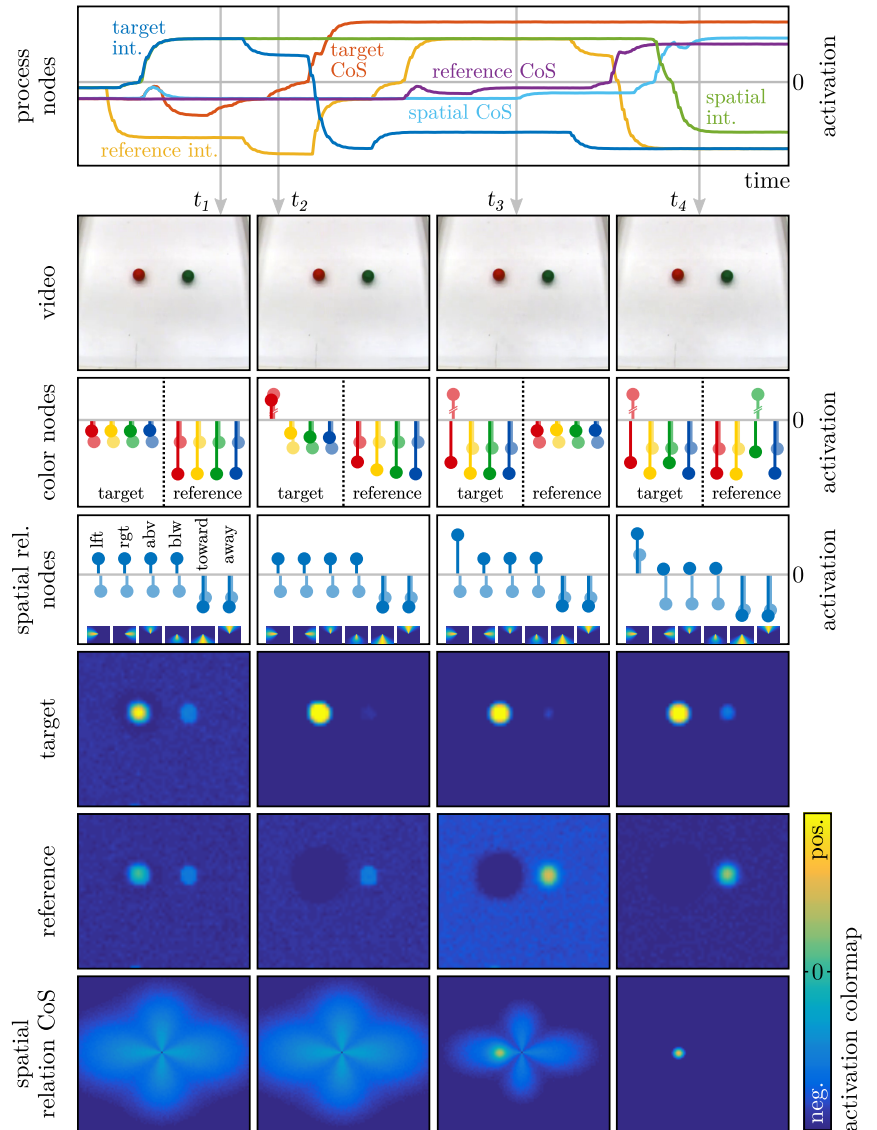 process
nodes
target
int.
target
CoS
reference CoS
spatial CoS
spatial
int.
reference int.
0
activation
time
t1
t2
t3
t4
video
color nodes
target
reference
target
reference
target
reference
target
reference
0
activation
spatial rel.
nodes
lft
rgt
abv
blw
toward
away
0
activation
target
reference
spatial
relation CoS
pos.
0
neg.
activation colormap